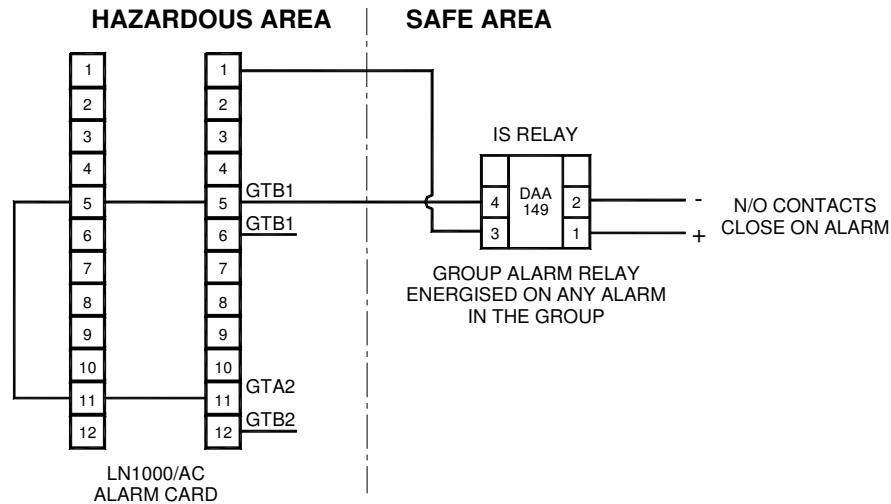 HAZARDOUS AREA
SAFE AREA
1
2
3
4
5
6
7
8
9
10
11
12
1
2
3
4
5
6
7
8
9
10
11
12
GTB1
GTB1
GTA2
GTB2
LN1000/AC
ALARM CARD
IS RELAY
DAA
149
4
3
2
1
-
+
N/O CONTACTS
CLOSE ON ALARM
GROUP ALARM RELAY
ENERGISED ON ANY ALARM
IN THE GROUP